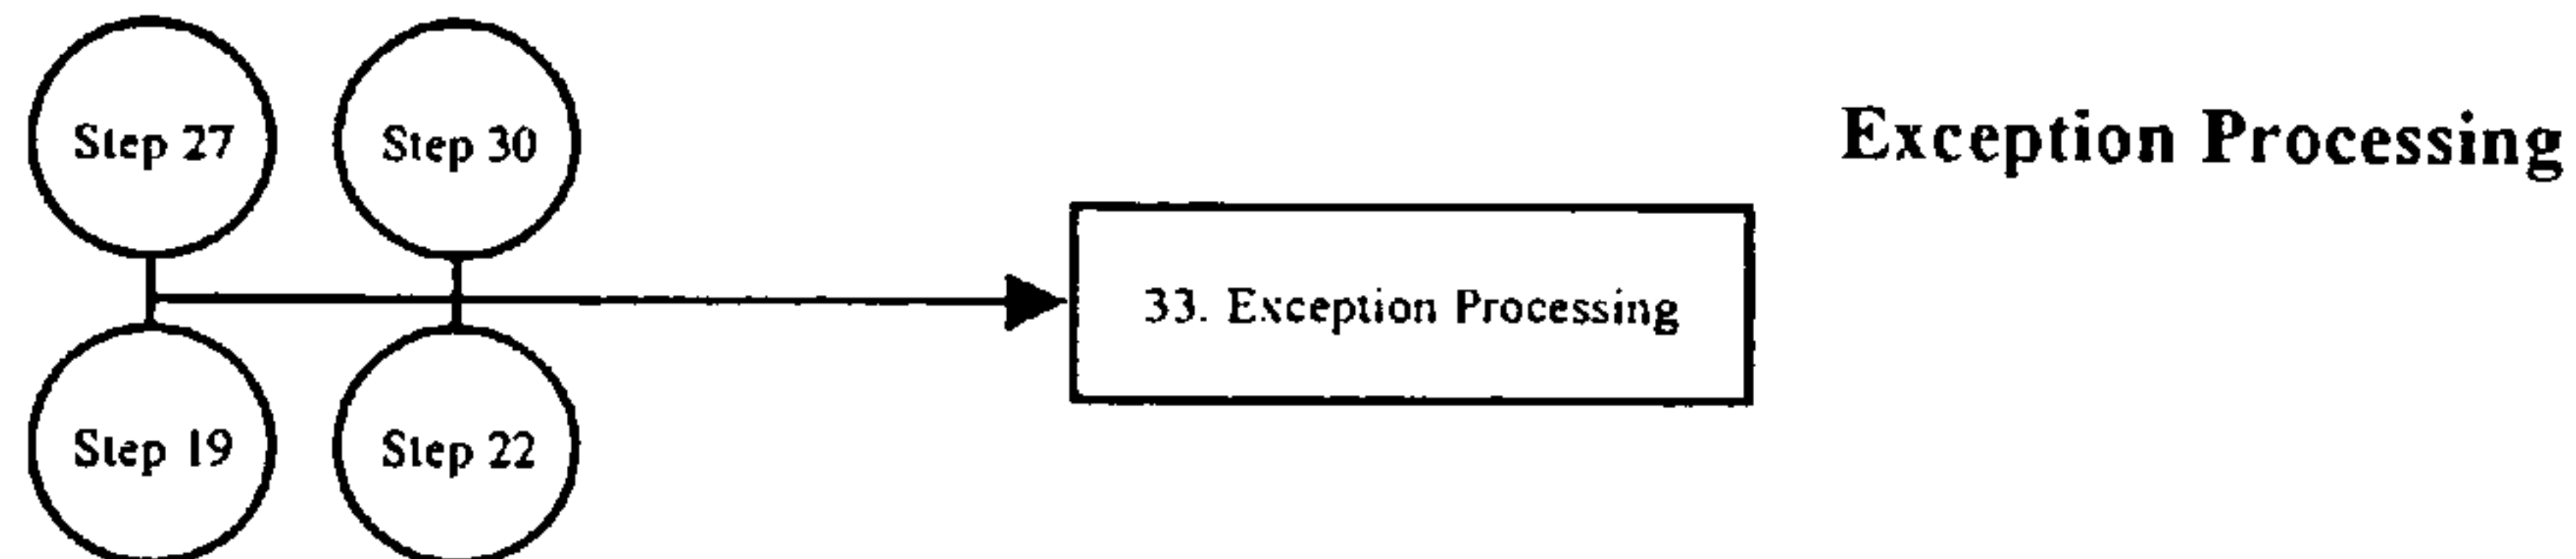 Step 27
Step 30
Exception Processing
33. Exception Processing
Step 19
Step 22